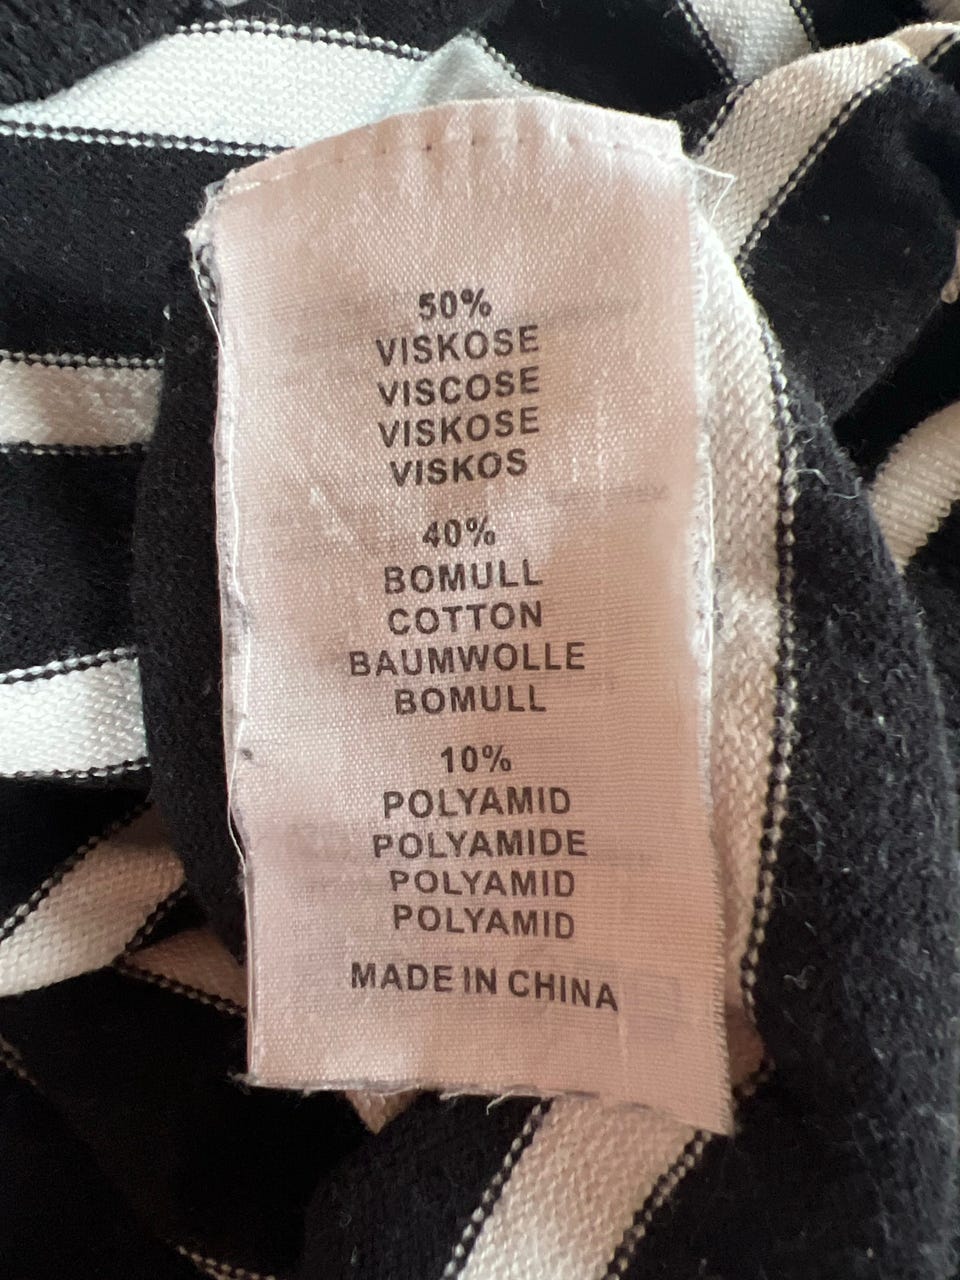 50%
VISKOSE
VISCOSE
VISKOSE
VISKOS
40%
BOMULL
COTTON
BAUMWOLLE
BOMULL
10%
POLYAMID
POLYAMIDE
POLYAMID
POLYAMID
MADE IN CHINA